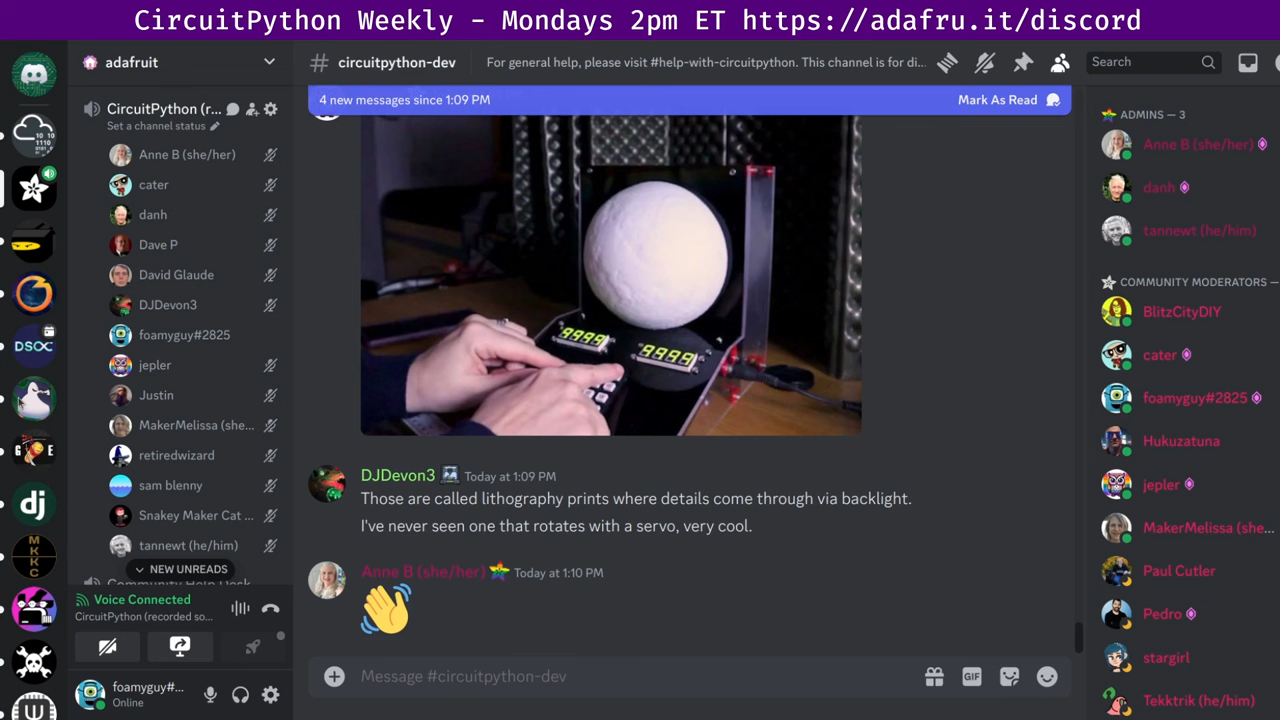 CircuitPython Weekly - Mondays 2pm ET https://adafru.it/discord
adafruit
CircuitPython (r...
Set a channel status
Anne B (she/her)
cater
danh
Dave P
David Glaude
DJDevon3
foamyguy#2825
jepler
Justin
MakerMelissa (she...
retiredwizard
sam blenny
Snakey Maker Cat ...
tannewt (he/him)
NEW UNREADS
Community Help Desk
Voice Connected
CircuitPython (recorded so...
foamyguy#...
Online
DSOC
G E
dj
MK
KC
W
# circuitpython-dev
For general help, please visit #help-with-circuitpython. This channel is for di...
Search
4 new messages since 1:09 PM
Mark As Read
9999
9999
DJDevon3 Today at 1:09 PM
Those are called lithography prints where details come through via backlight.
I've never seen one that rotates with a servo, very cool.
Anne B (she/her) Today at 1:10 PM
Message #circuitpython-dev
GIF
ADMINS — 3
Anne B (she/her)
danh
tannewt (he/him)
COMMUNITY MODERATORS —
BlitzCityDIY
cater
foamyguy#2825
Hukuzatuna
jepler
MakerMelissa (she...
Paul Cutler
Pedro
stargirl
Tekktrik (he/him)